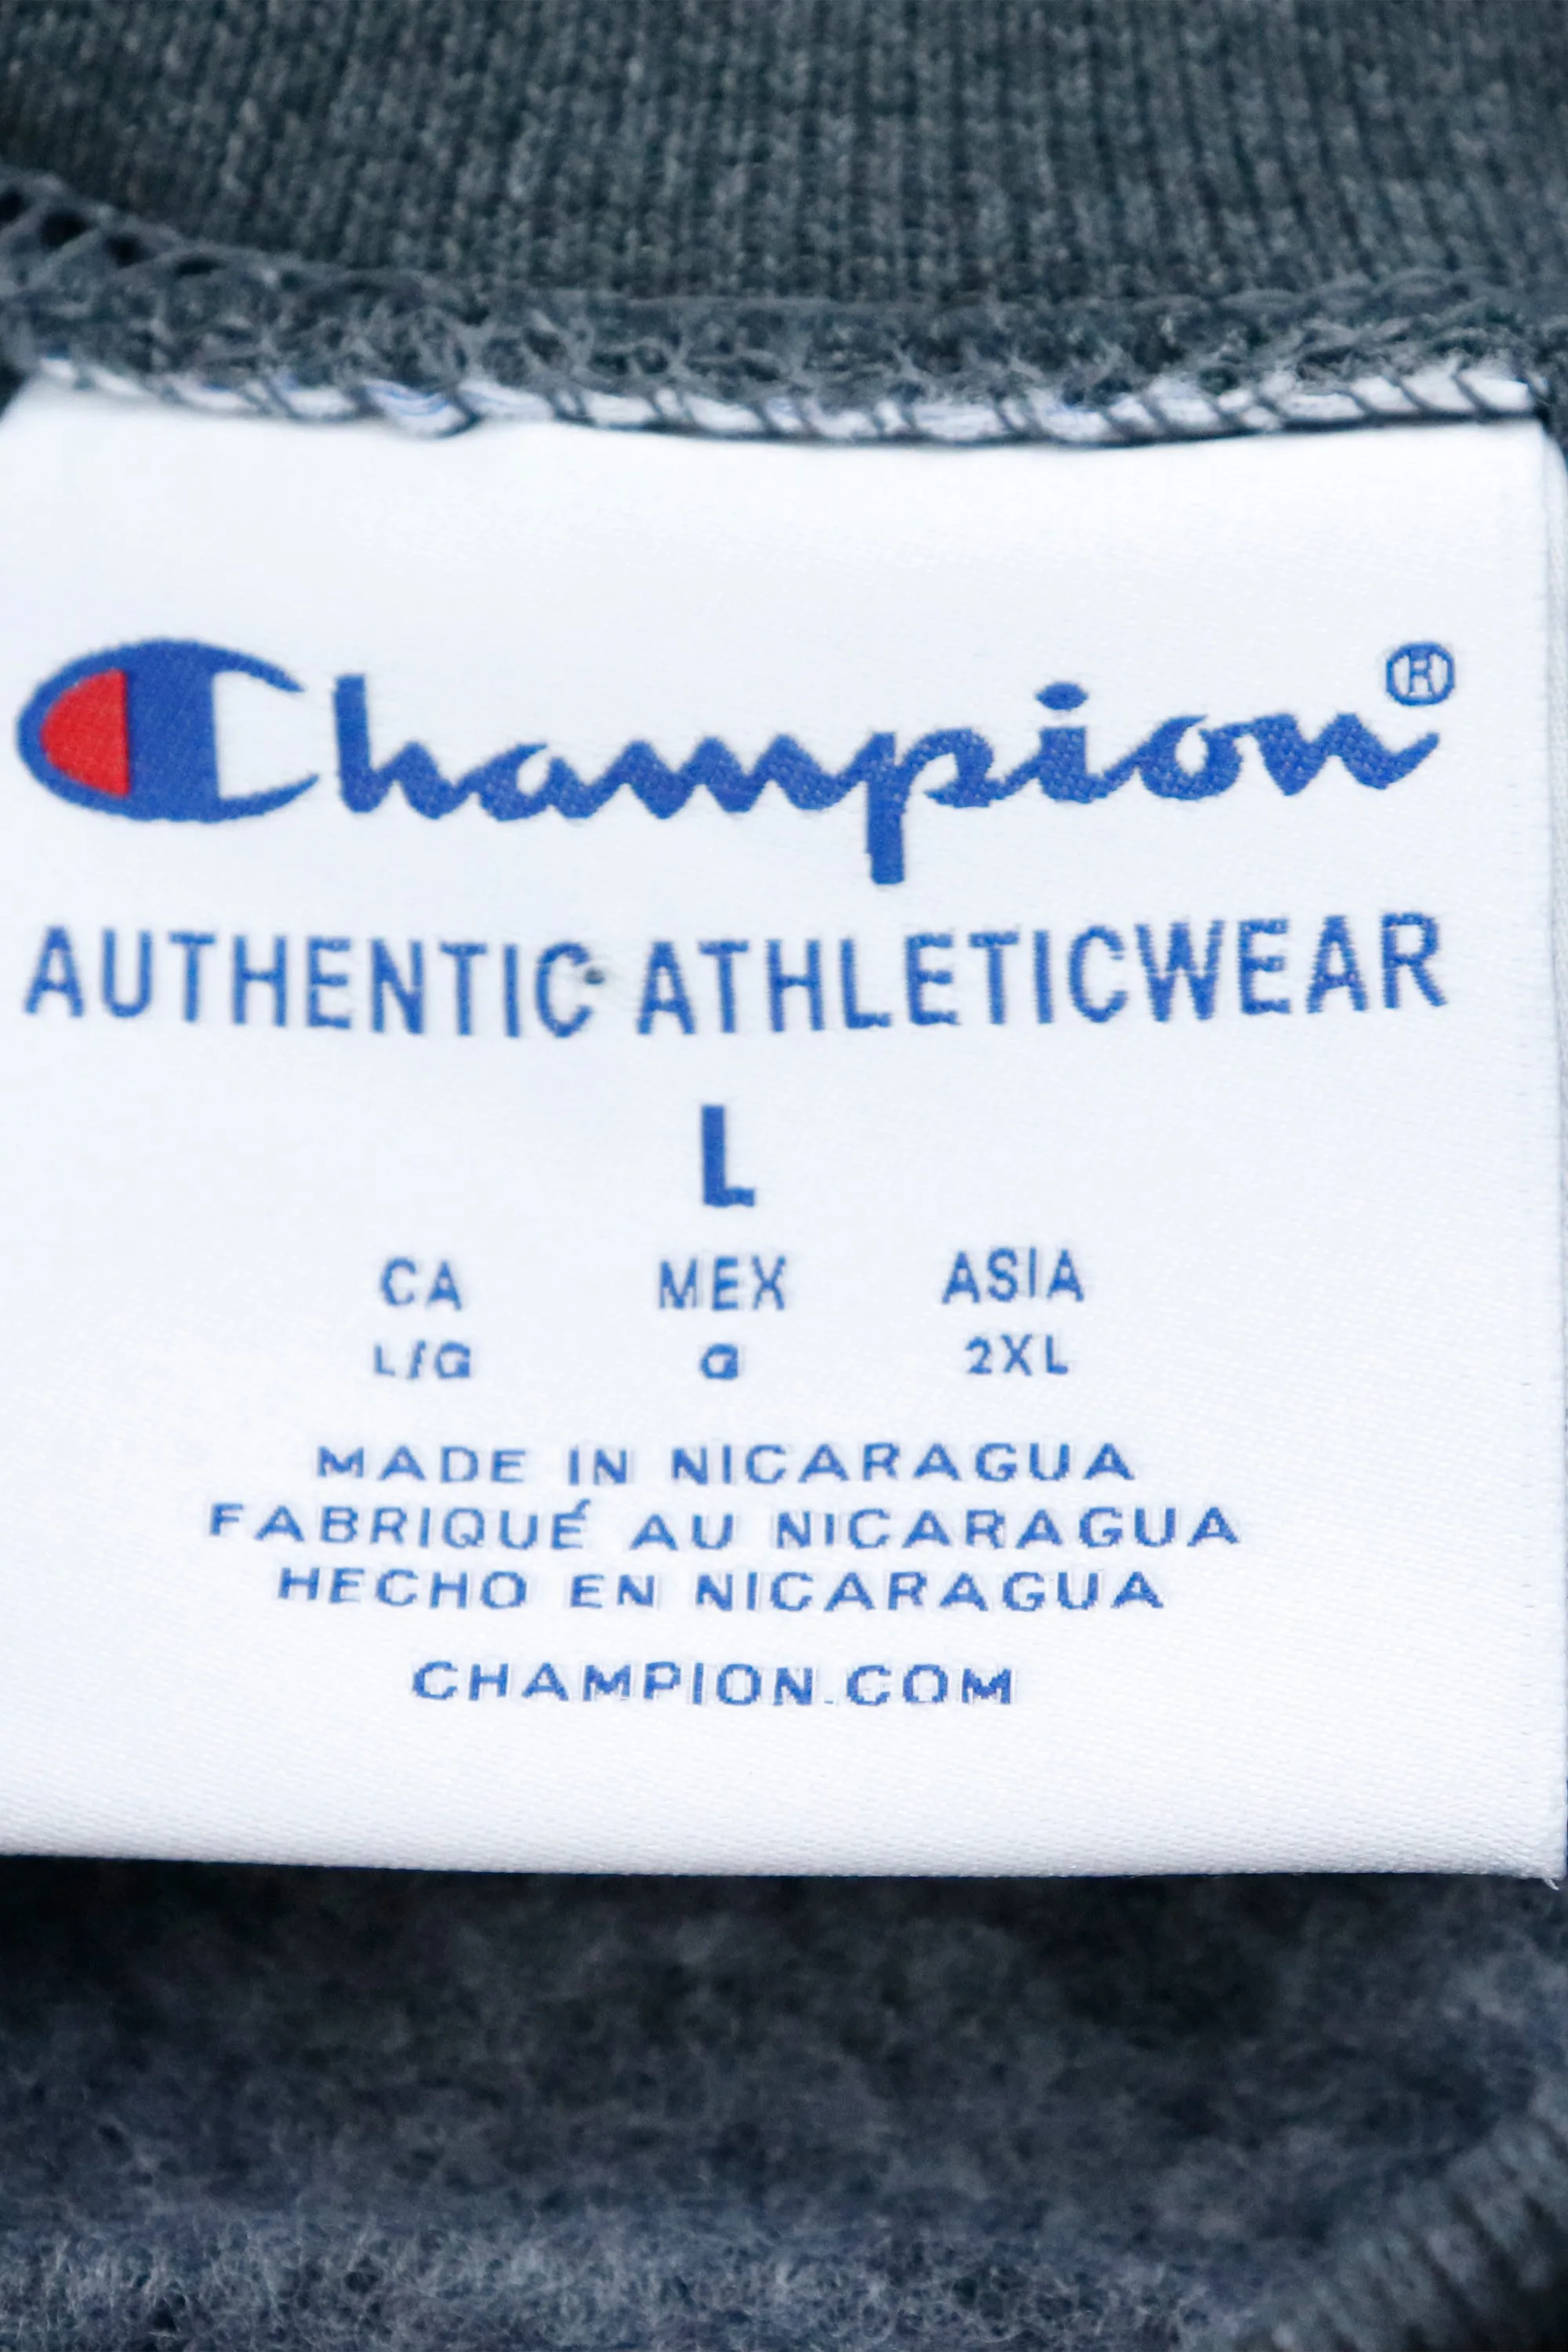 Champion®
AUTHENTIC ATHLETICWEAR
L
CA MEX ASIA
L/G G 2XL
MADE IN NICARAGUA
FABRIQUÉ AU NICARAGUA
HECHO EN NICARAGUA
CHAMPION.COM